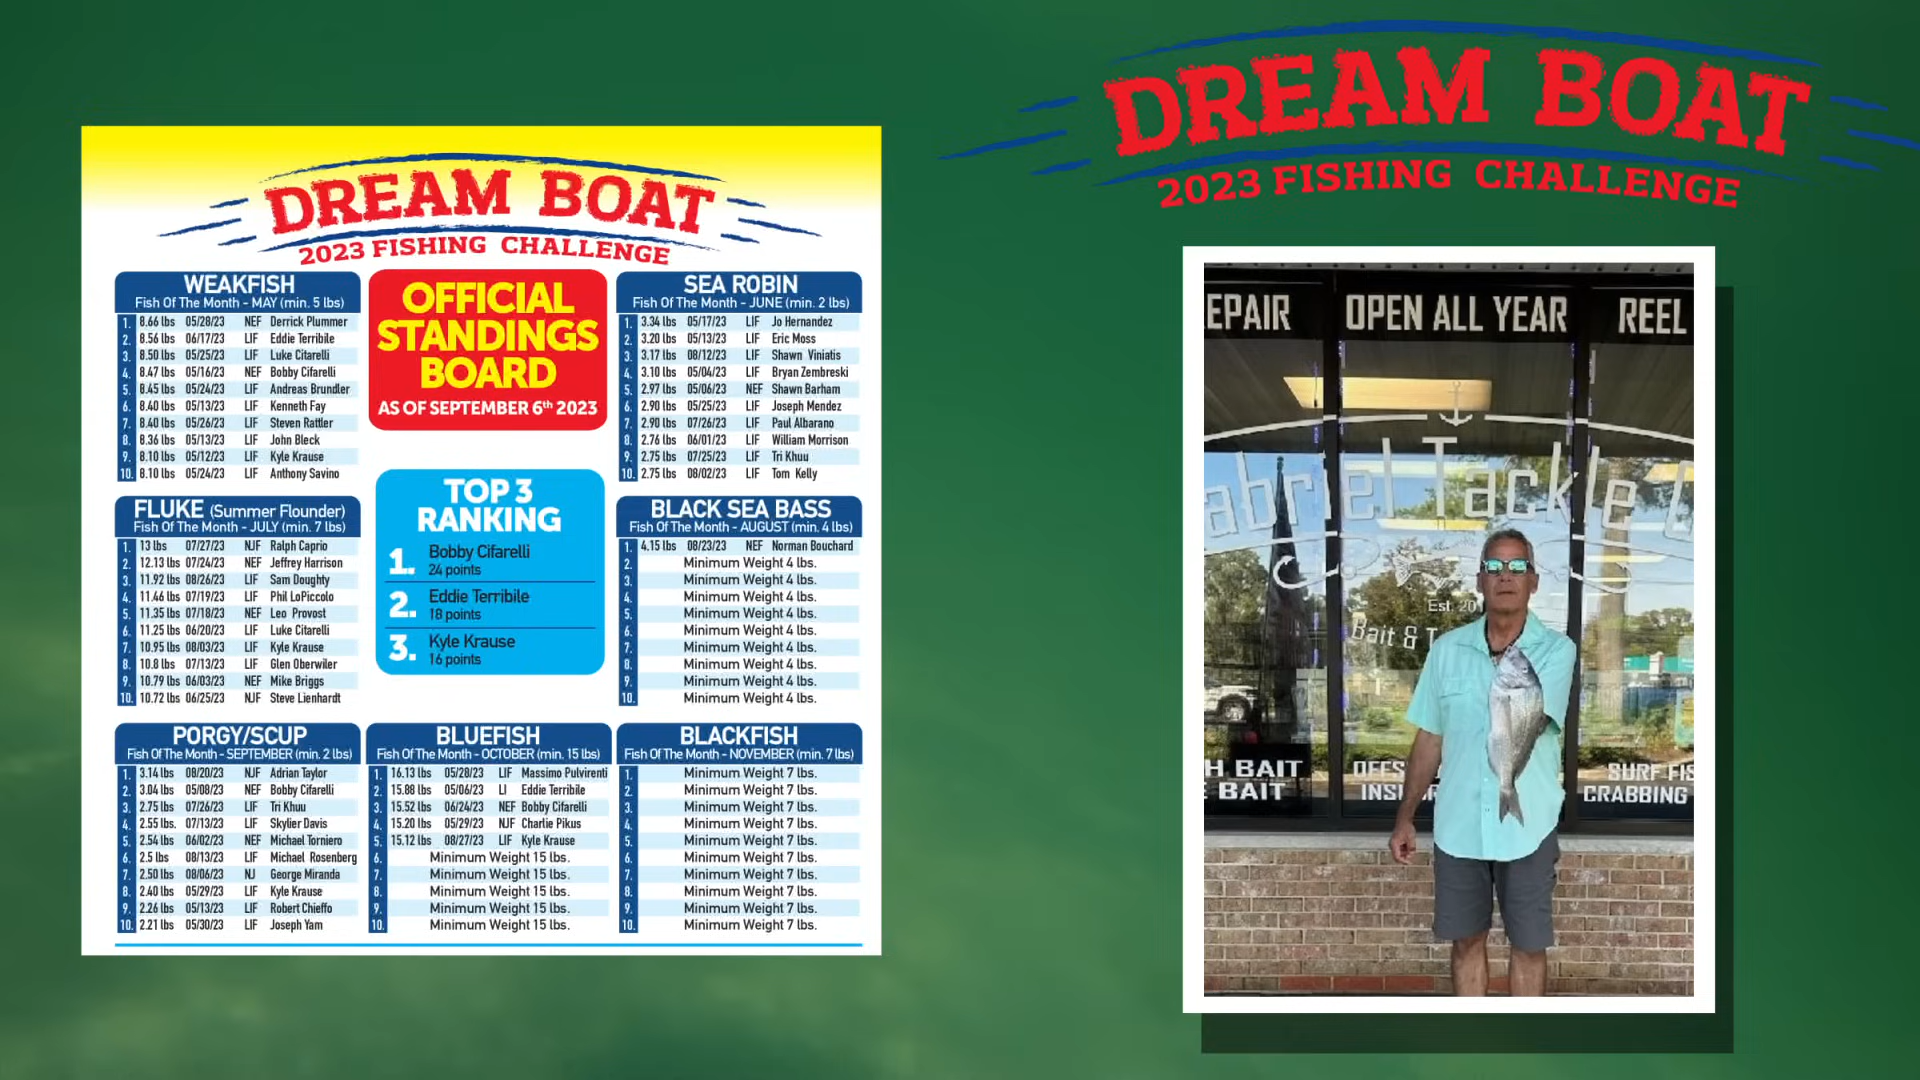 DREAM BOAT
2023 FISHING CHALLENGE
WEAKFISH
Fish Of The Month - MAY (min. 5 lbs)
1. 8.66 lbs 05/28/23 NEF Derrick Plummer
2. 8.56 lbs 06/17/23 LIF Eddie Terribile
3. 8.50 lbs 05/25/23 LIF Luke Citarelli
4. 8.47 lbs 05/16/23 NEF Bobby Cifarelli
5. 8.45 lbs 05/24/23 LIF Andreas Brundler
6. 8.40 lbs 05/13/23 LIF Kenneth Fay
7. 8.40 lbs 05/26/23 LIF Steven Rattler
8. 8.36 lbs 05/13/23 LIF John Bleck
9. 8.10 lbs 05/12/23 LIF Kyle Krause
10. 8.10 lbs 05/24/23 LIF Anthony Savino
OFFICIAL
STANDINGS
BOARD
AS OF SEPTEMBER 6th 2023
SEA ROBIN
Fish Of The Month - JUNE (min. 2 lbs)
1. 3.34 lbs 05/17/23 LIF Jo Hernandez
2. 3.20 lbs 05/13/23 LIF Eric Moss
3. 3.17 lbs 08/12/23 LIF Shawn Viniatis
4. 3.10 lbs 05/04/23 LIF Bryan Zembreski
5. 2.97 lbs 05/06/23 NEF Shawn Barham
6. 2.90 lbs 05/25/23 LIF Joseph Mendez
7. 2.90 lbs 07/26/23 LIF Paul Albarano
8. 2.76 lbs 06/01/23 LIF William Morrison
9. 2.75 lbs 07/25/23 LIF Tri Khuu
10. 2.75 lbs 08/02/23 LIF Tom Kelly
FLUKE (Summer Flounder)
Fish Of The Month - JULY (min. 7 lbs)
1. 13 lbs 07/27/23 NJF Ralph Caprio
2. 12.13 lbs 07/24/23 NEF Jeffrey Harrison
3. 11.92 lbs 08/26/23 LIF Sam Doughty
4. 11.46 lbs 07/19/23 LIF Phil LoPiccolo
5. 11.35 lbs 07/18/23 NEF Leo Provost
6. 11.25 lbs 06/20/23 LIF Luke Citarelli
7. 10.95 lbs 08/03/23 LIF Kyle Krause
8. 10.8 lbs 07/13/23 LIF Glen Oberwiler
9. 10.79 lbs 06/03/23 NEF Mike Briggs
10. 10.72 lbs 06/25/23 NJF Steve Lienhardt
TOP 3
RANKING
1. Bobby Cifarelli
24 points
2. Eddie Terribile
18 points
3. Kyle Krause
16 points
BLACK SEA BASS
Fish Of The Month - AUGUST (min. 4 lbs)
1. 4.15 lbs 08/23/23 NEF Norman Bouchard
2. Minimum Weight 4 lbs.
3. Minimum Weight 4 lbs.
4. Minimum Weight 4 lbs.
5. Minimum Weight 4 lbs.
6. Minimum Weight 4 lbs.
7. Minimum Weight 4 lbs.
8. Minimum Weight 4 lbs.
9. Minimum Weight 4 lbs.
10. Minimum Weight 4 lbs.
PORGY/SCUP
Fish Of The Month - SEPTEMBER (min. 2 lbs)
1. 3.14 lbs 08/20/23 NJF Adrian Taylor
2. 3.04 lbs 05/08/23 NEF Bobby Cifarelli
3. 2.75 lbs 07/26/23 LIF Tri Khuu
4. 2.55 lbs. 07/13/23 LIF Skylier Davis
5. 2.54 lbs 06/02/23 NEF Michael Torniero
6. 2.5 lbs 08/13/23 LIF Michael Rosenberg
7. 2.50 lbs 08/06/23 NJ George Miranda
8. 2.40 lbs 05/29/23 LIF Kyle Krause
9. 2.26 lbs 05/13/23 LIF Robert Chieffo
10. 2.21 lbs 05/30/23 LIF Joseph Yam
BLUEFISH
Fish Of The Month - OCTOBER (min. 15 lbs)
1. 16.13 lbs 05/28/23 LIF Massimo Pulvirenti
2. 15.88 lbs 05/06/23 LI Eddie Terribile
3. 15.52 lbs 06/24/23 NEF Bobby Cifarelli
4. 15.20 lbs 05/29/23 NJF Charlie Pikus
5. 15.12 lbs 08/27/23 LIF Kyle Krause
6. Minimum Weight 15 lbs.
7. Minimum Weight 15 lbs.
8. Minimum Weight 15 lbs.
9. Minimum Weight 15 lbs.
10. Minimum Weight 15 lbs.
BLACKFISH
Fish Of The Month - NOVEMBER (min. 7 lbs)
1. Minimum Weight 7 lbs.
2. Minimum Weight 7 lbs.
3. Minimum Weight 7 lbs.
4. Minimum Weight 7 lbs.
5. Minimum Weight 7 lbs.
6. Minimum Weight 7 lbs.
7. Minimum Weight 7 lbs.
8. Minimum Weight 7 lbs.
9. Minimum Weight 7 lbs.
10. Minimum Weight 7 lbs.
DREAM BOAT
2023 FISHING CHALLENGE
EPAIR OPEN ALL YEAR REEL
abriel Tackle
Est. 20
Bait & T
H BAIT OFFS SURF FIS
BAIT INS CRABBING